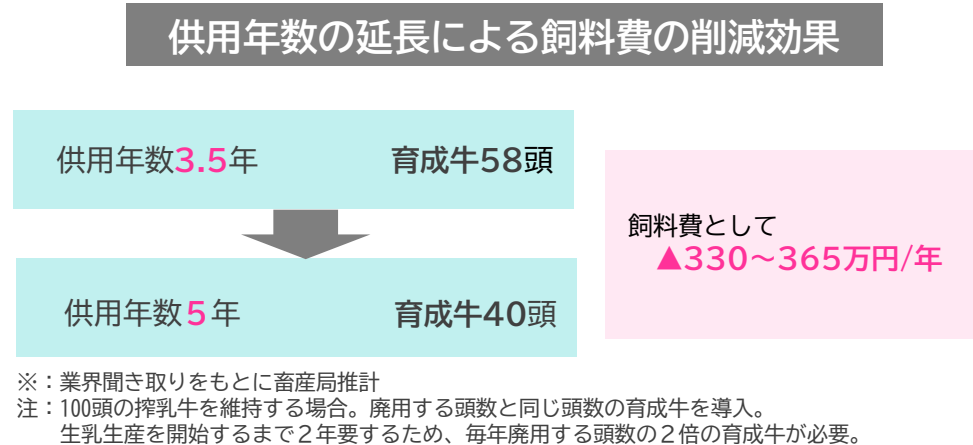 供用年数の延長による飼料費の削減効果
供用年数3.5年 育成牛58頭
供用年数5年 育成牛40頭
飼料費として
▲330～365万円/年
※：業界聞き取りをもとに畜産局推計
注：100頭の搾乳牛を維持する場合。廃用する頭数と同じ頭数の育成牛を導入。
生乳生産を開始するまで２年要するため、毎年廃用する頭数の２倍の育成牛が必要。